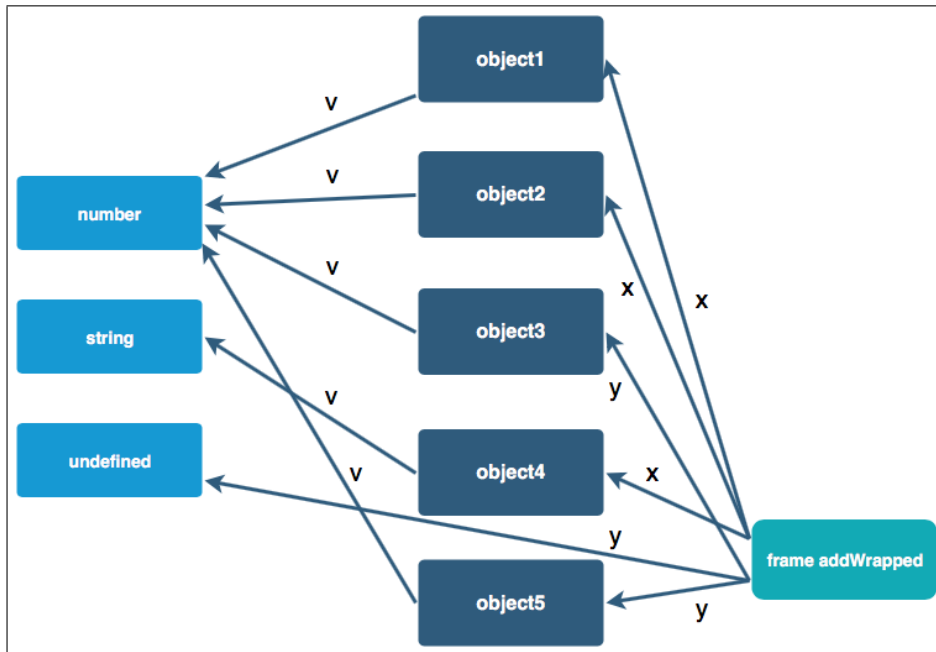 object1
v
v
object2
number
v
x
x
object3
string
y
v
undefined
v
object4
x
y
frame addWrapped
object5
y